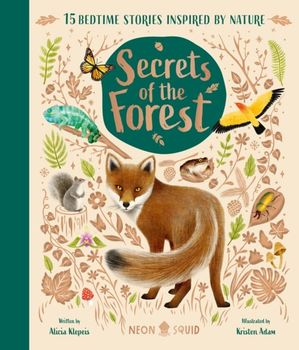 15 BEDTIME STORIES INSPIRED BY NATURE
Secrets
of the
Forest
Written by
Alicia Klepeis
NEON SQUID
Illustrated by
Kristen Adam